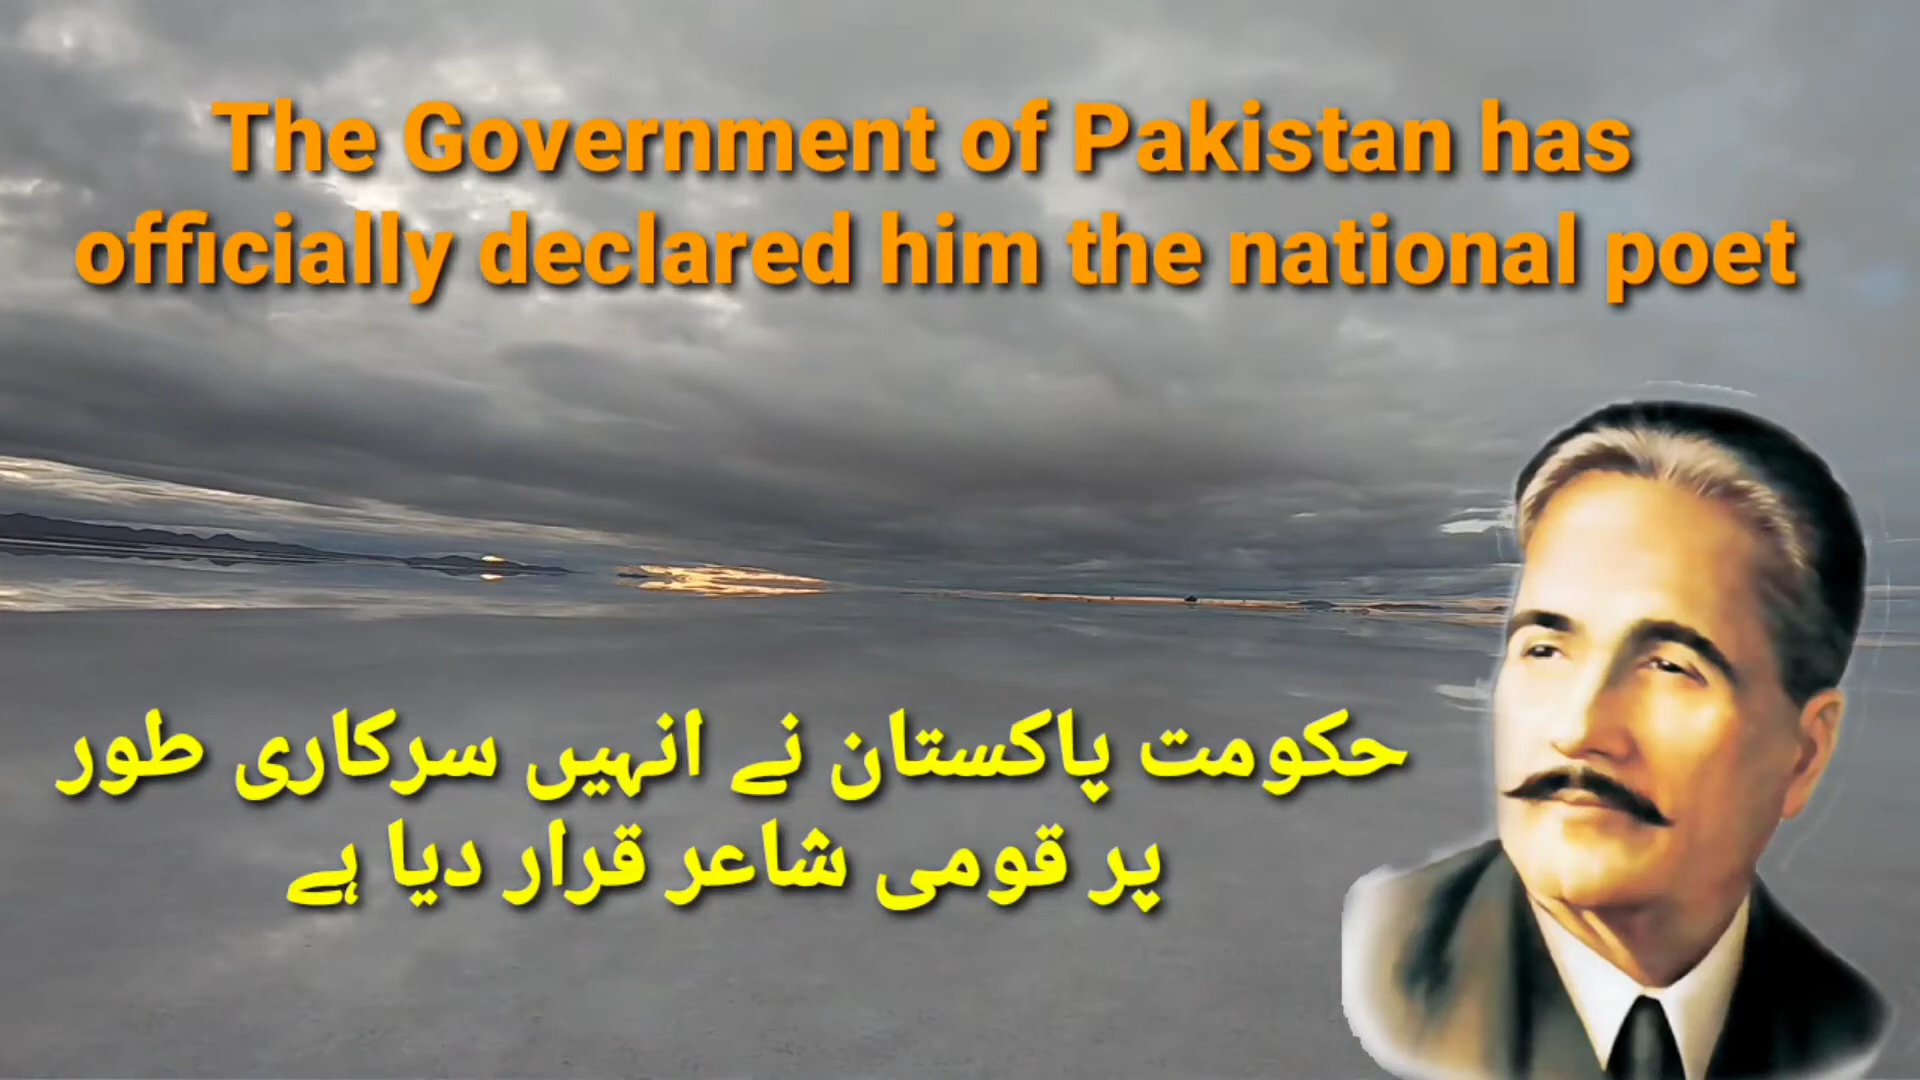 The Government of Pakistan has
officially declared him the national poet
حکومت پاکستان نے انہیں سرکاری طور
پر قومی شاعر قرار دیا ہے